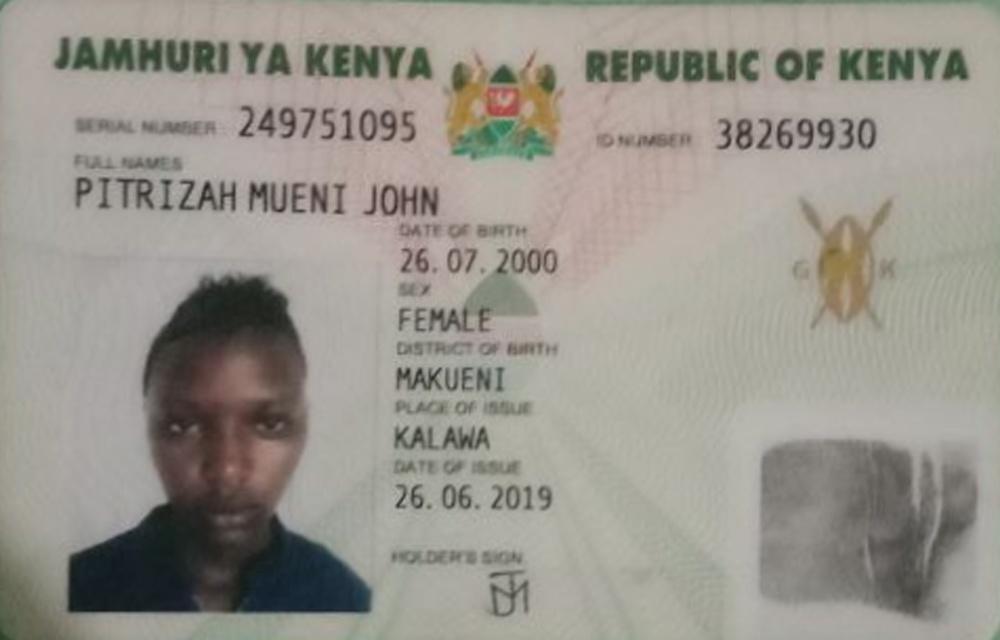 JAMHURI YA KENYA REPUBLIC OF KENYA
SERIAL NUMBER 249751095 ID NUMBER 38269930
FULL NAMES
PITRIZAH MUENI JOHN
DATE OF BIRTH
26. 07. 2000
G K
SEX
FEMALE
DISTRICT OF BIRTH
MAKUENI
PLACE OF ISSUE
KALAWA
DATE OF ISSUE
26. 06. 2019
HOLDER'S SIGN